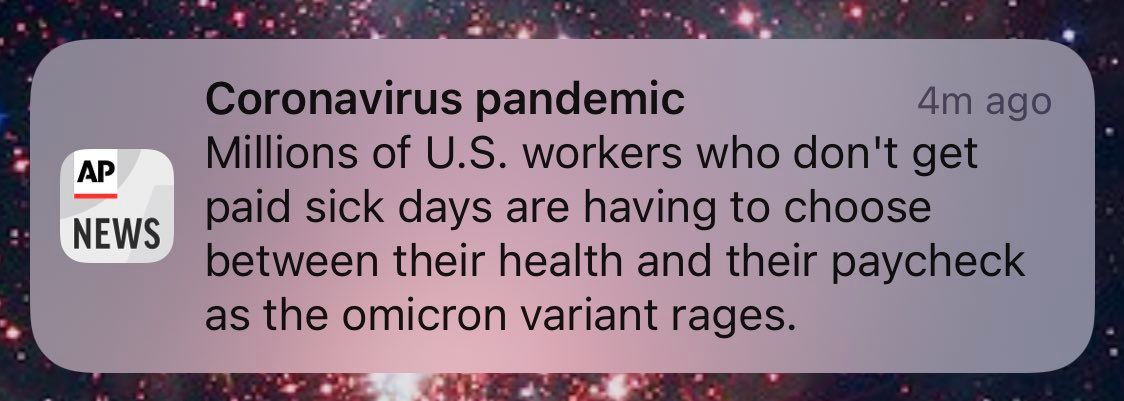 Coronavirus pandemic
4m ago
AP
NEWS
Millions of U.S. workers who don't get
paid sick days are having to choose
between their health and their paycheck
as the omicron variant rages.